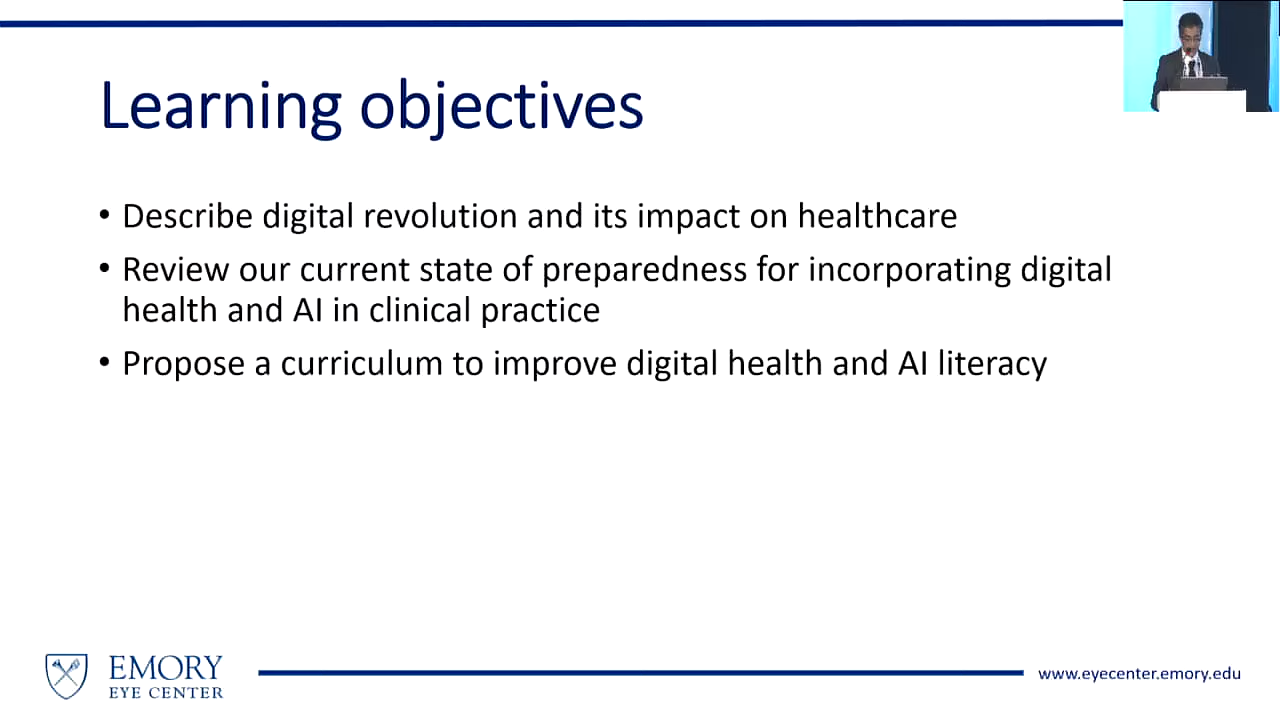 Learning objectives
• Describe digital revolution and its impact on healthcare
• Review our current state of preparedness for incorporating digital
health and AI in clinical practice
• Propose a curriculum to improve digital health and AI literacy
EMORY
EYE CENTER
www.eyecenter.emory.edu